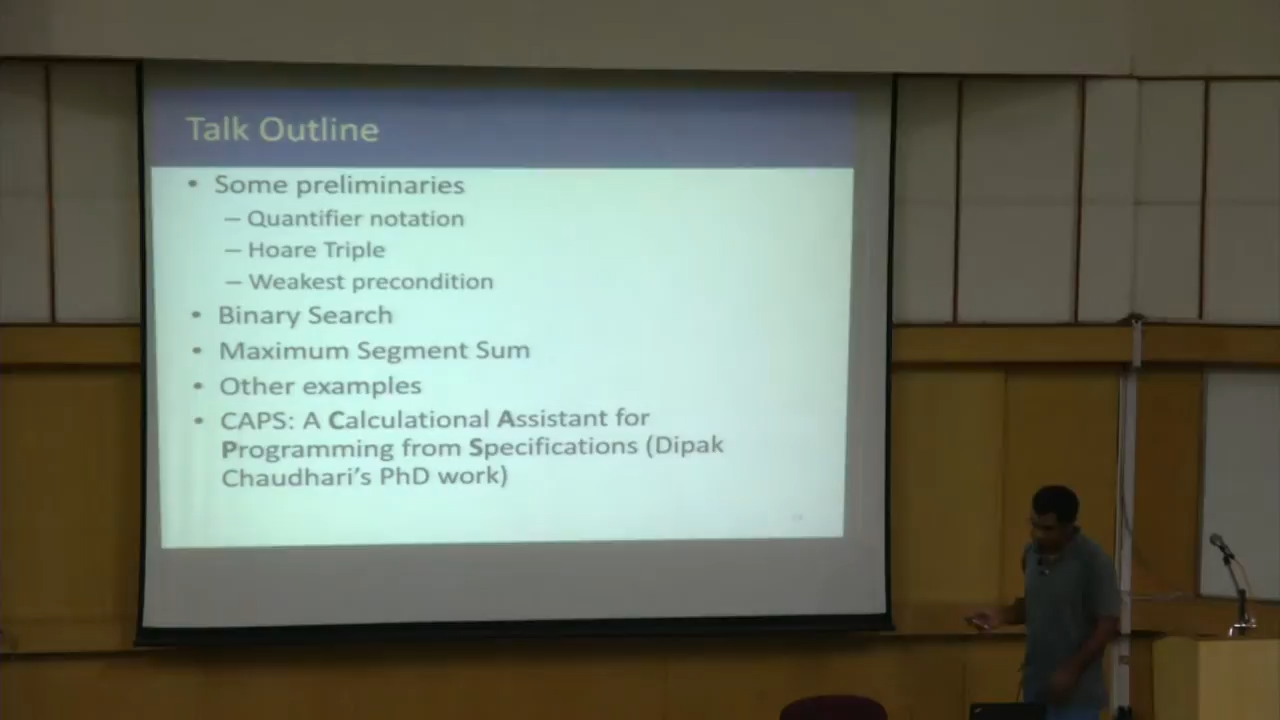 Talk Outline
• Some preliminaries
– Quantifier notation
– Hoare Triple
– Weakest precondition
• Binary Search
• Maximum Segment Sum
• Other examples
• CAPS: A Calculational Assistant for
Programming from Specifications (Dipak
Chaudhari's PhD work)